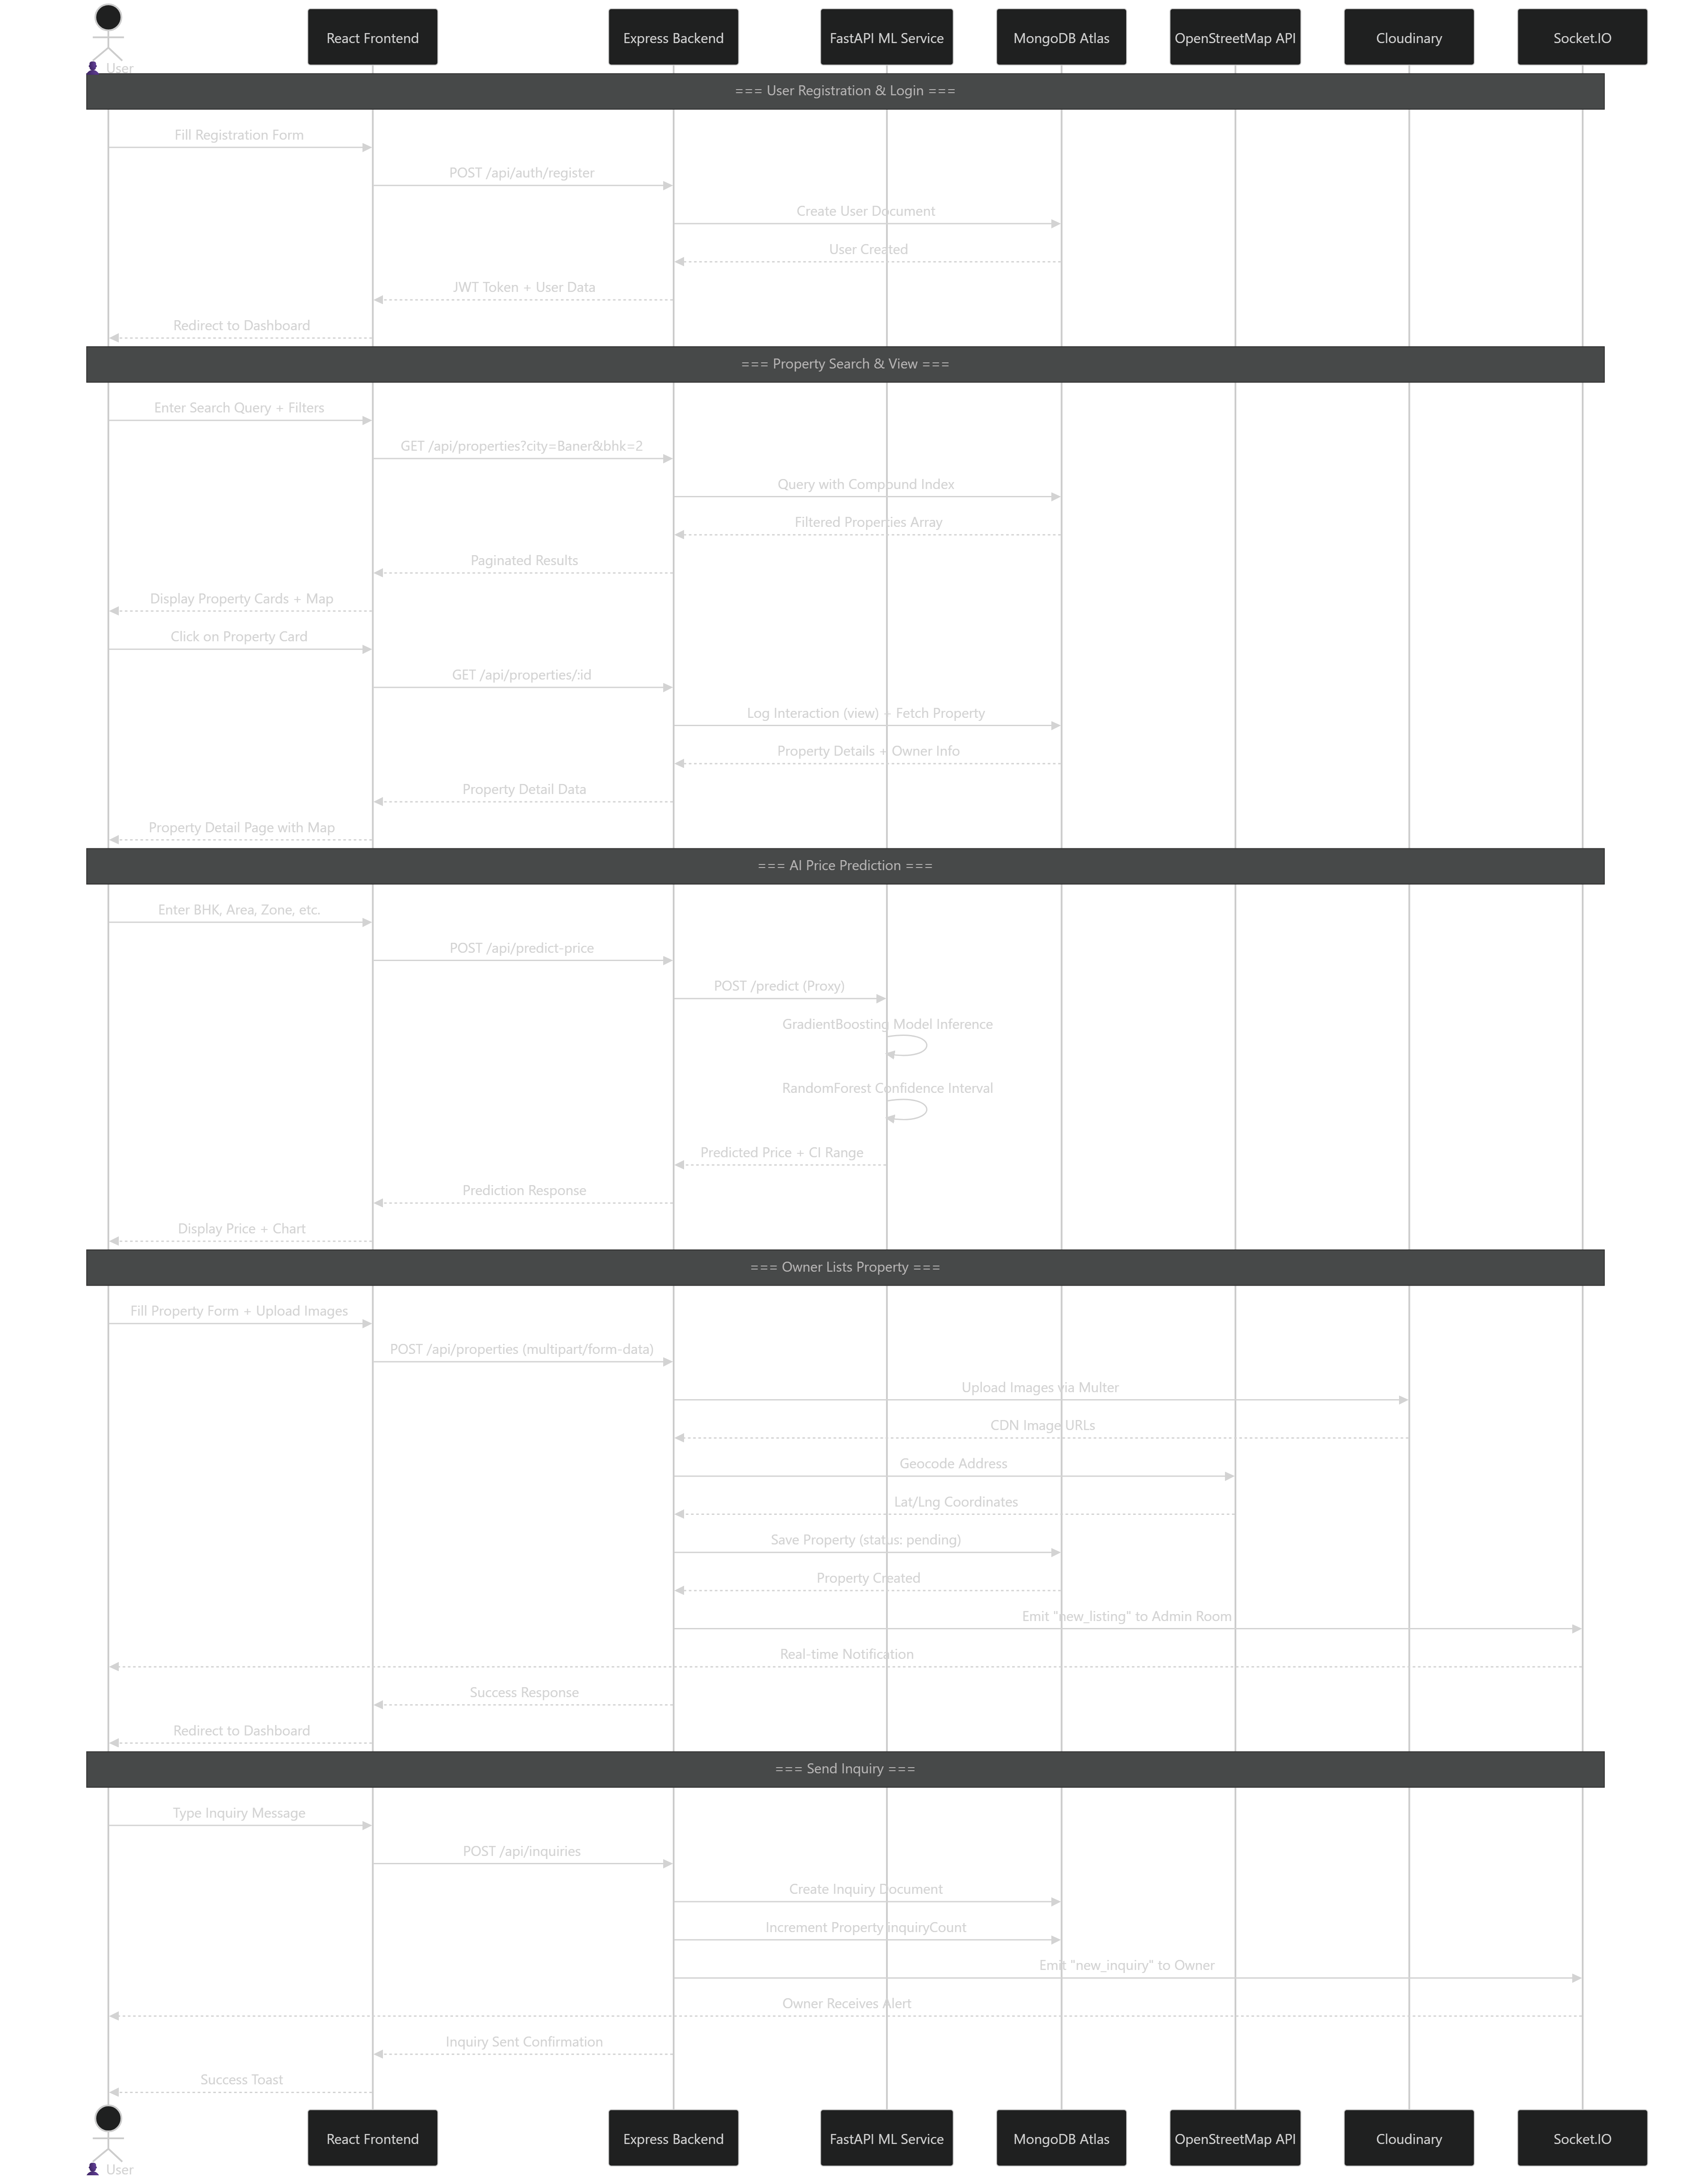 React Frontend
Express Backend
FastAPI ML Service
MongoDB Atlas
OpenStreetMap API
Cloudinary
Socket.IO
User
=== User Registration & Login ===
Fill Registration Form
POST /api/auth/register
Create User Document
User Created
JWT Token + User Data
Redirect to Dashboard
=== Property Search & View ===
Enter Search Query + Filters
GET /api/properties?city=Baner&bhk=2
Query with Compound Index
Filtered Properties Array
Paginated Results
Display Property Cards + Map
Click on Property Card
GET /api/properties/:id
Log Interaction (view) + Fetch Property
Property Details + Owner Info
Property Detail Data
Property Detail Page with Map
=== AI Price Prediction ===
Enter BHK, Area, Zone, etc.
POST /api/predict-price
POST /predict (Proxy)
GradientBoosting Model Inference
RandomForest Confidence Interval
Predicted Price + CI Range
Prediction Response
Display Price + Chart
=== Owner Lists Property ===
Fill Property Form + Upload Images
POST /api/properties (multipart/form-data)
Upload Images via Multer
CDN Image URLs
Geocode Address
Lat/Lng Coordinates
Save Property (status: pending)
Property Created
Emit "new_listing" to Admin Room
Real-time Notification
Success Response
Redirect to Dashboard
=== Send Inquiry ===
Type Inquiry Message
POST /api/inquiries
Create Inquiry Document
Increment Property inquiryCount
Emit "new_inquiry" to Owner
Owner Receives Alert
Inquiry Sent Confirmation
Success Toast
React Frontend
Express Backend
FastAPI ML Service
MongoDB Atlas
OpenStreetMap API
Cloudinary
Socket.IO
User